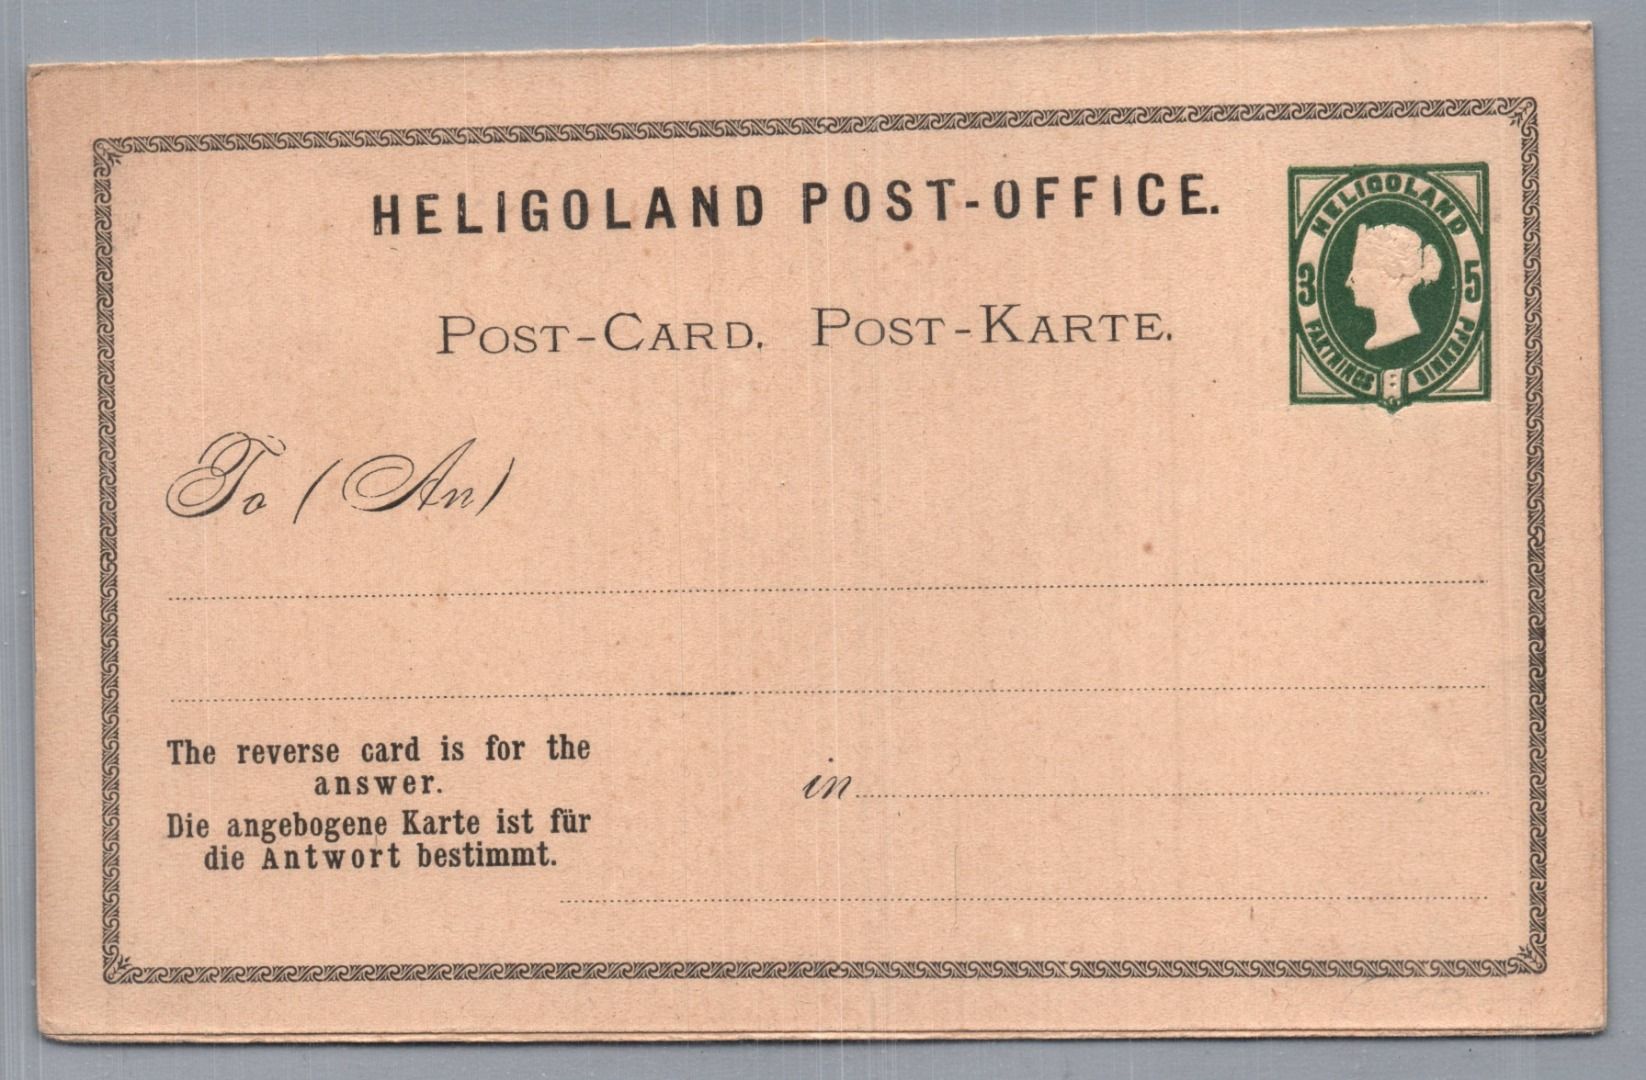 HELIGOLAND POST-OFFICE.
HELIGOLAND
3 5
FARTHINGS PFENNIG
POST-CARD. POST-KARTE.
To (An)
The reverse card is for the
answer.
Die angebogene Karte ist für
die Antwort bestimmt.
in